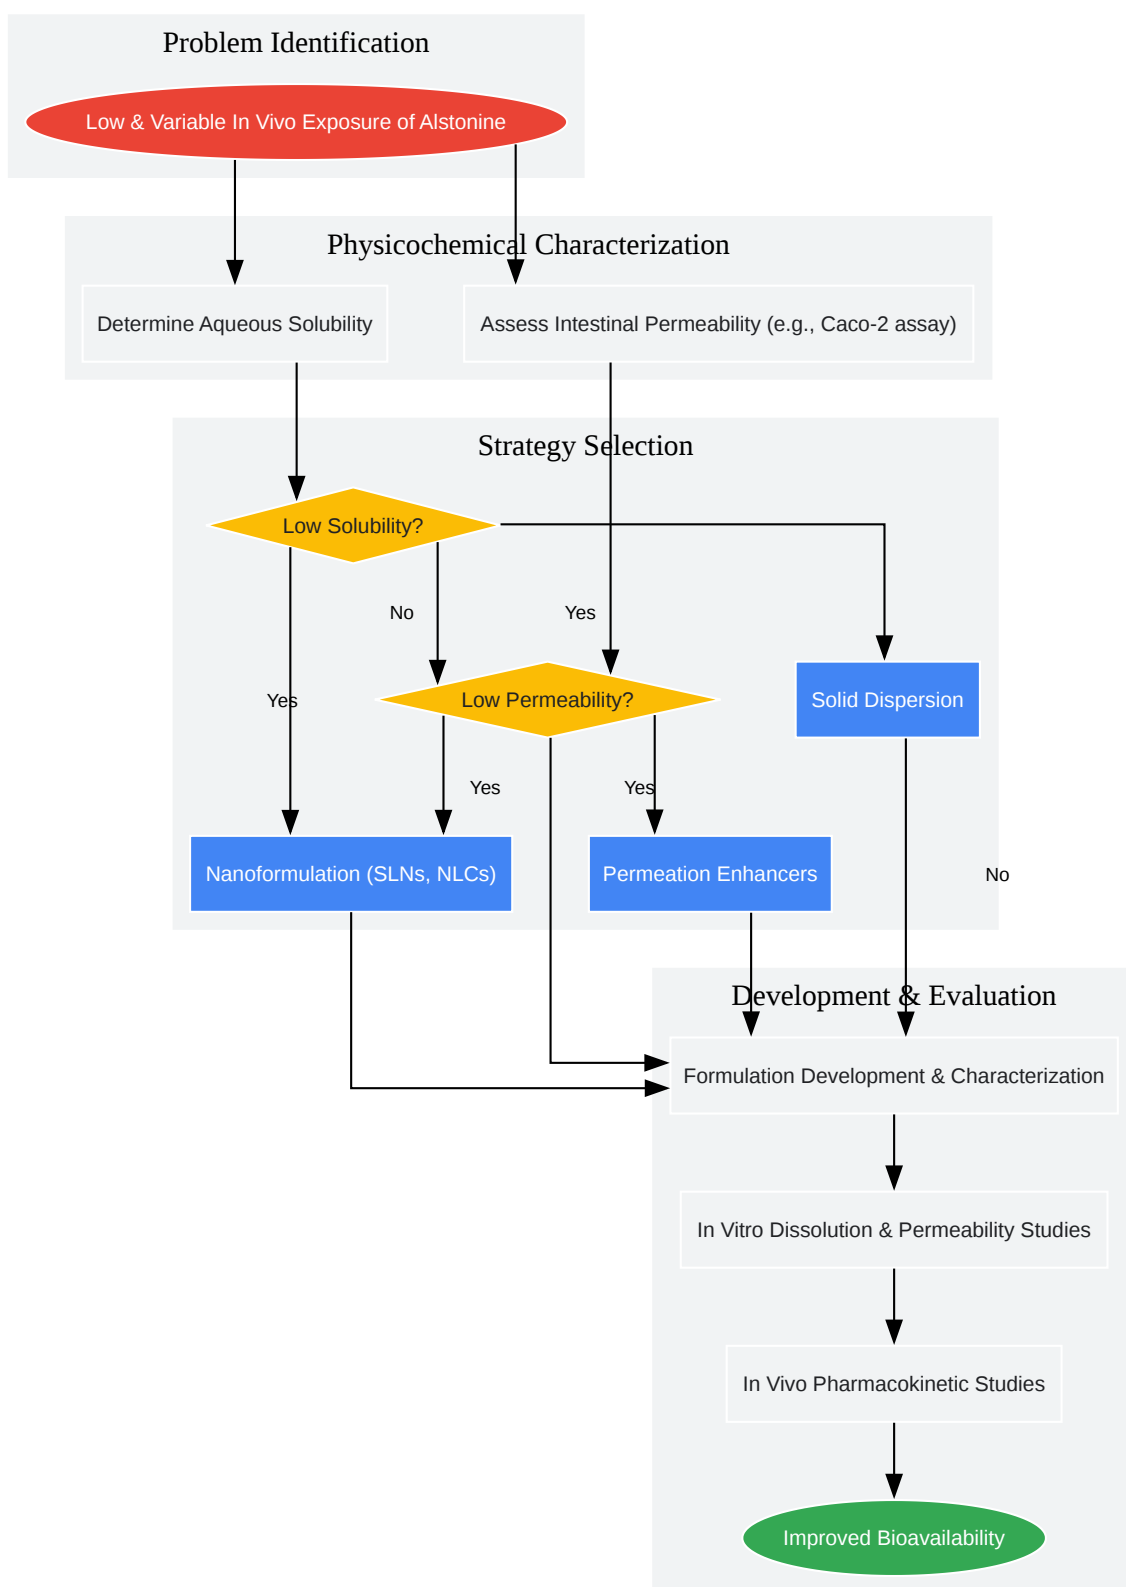 Problem Identification
Low & Variable In Vivo Exposure of Alstonine
Physicochemical Characterization
Determine Aqueous Solubility
Assess Intestinal Permeability (e.g., Caco-2 assay)
Strategy Selection
Low Solubility?
No
Yes
Yes
Low Permeability?
Solid Dispersion
Yes
Yes
Nanoformulation (SLNs, NLCs)
Permeation Enhancers
No
Development & Evaluation
Formulation Development & Characterization
In Vitro Dissolution & Permeability Studies
In Vivo Pharmacokinetic Studies
Improved Bioavailability